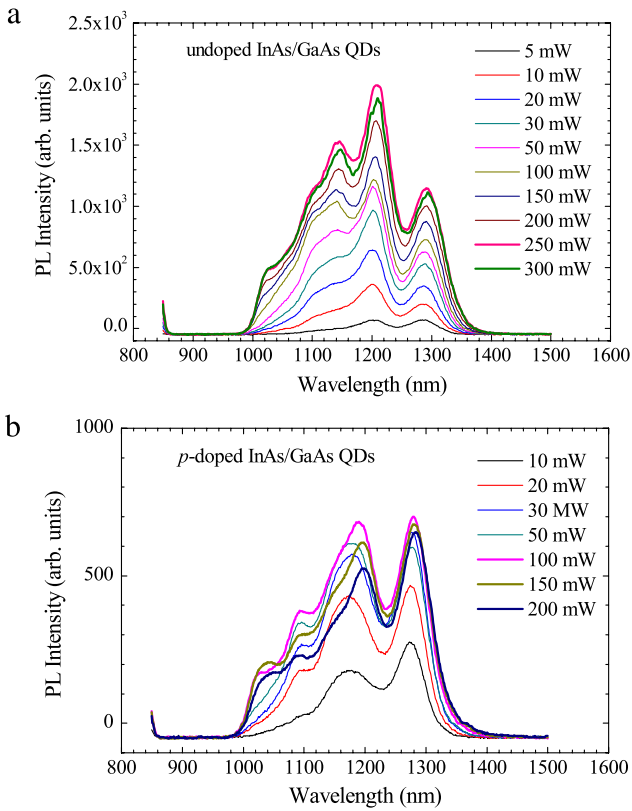 a
undoped InAs/GaAs QDs
5 mW
10 mW
20 mW
30 mW
50 mW
100 mW
150 mW
200 mW
250 mW
300 mW
PL Intensity (arb. units)
2.5x10³
2.0x10³
1.5x10³
1.0x10³
5.0x10²
0.0
800 900 1000 1100 1200 1300 1400 1500 1600
Wavelength (nm)
b
p-doped InAs/GaAs QDs
10 mW
20 mW
30 MW
50 mW
100 mW
150 mW
200 mW
PL Intensity (arb. units)
1000
500
0
800 900 1000 1100 1200 1300 1400 1500 1600
Wavelength (nm)